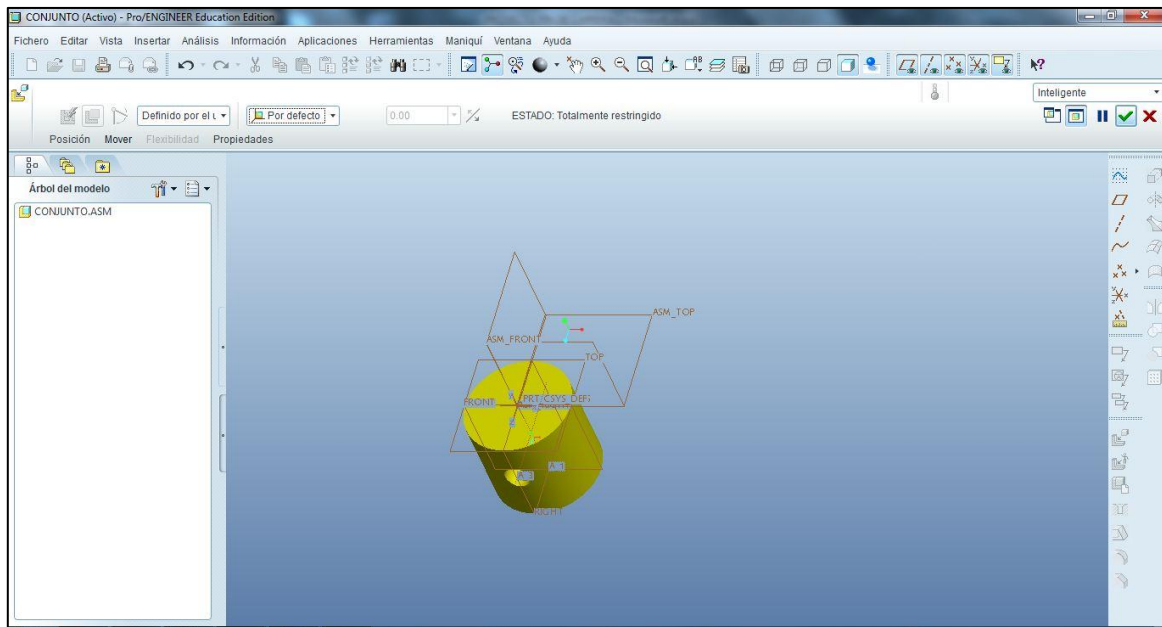 CONJUNTO (Activo) - Pro/ENGINEER Education Edition
Fichero Editar Vista Insertar Análisis Información Aplicaciones Herramientas Maniquí Ventana Ayuda
Inteligente
Definido por el u Por defecto 0.00 ESTADO: Totalmente restringido
Posición Mover Flexibilidad Propiedades
Árbol del modelo
CONJUNTO.ASM
ASM_TOP
ASM_FRONT
TOP
FRONT PRT_CSYS_DEF
A_1
RIGHT